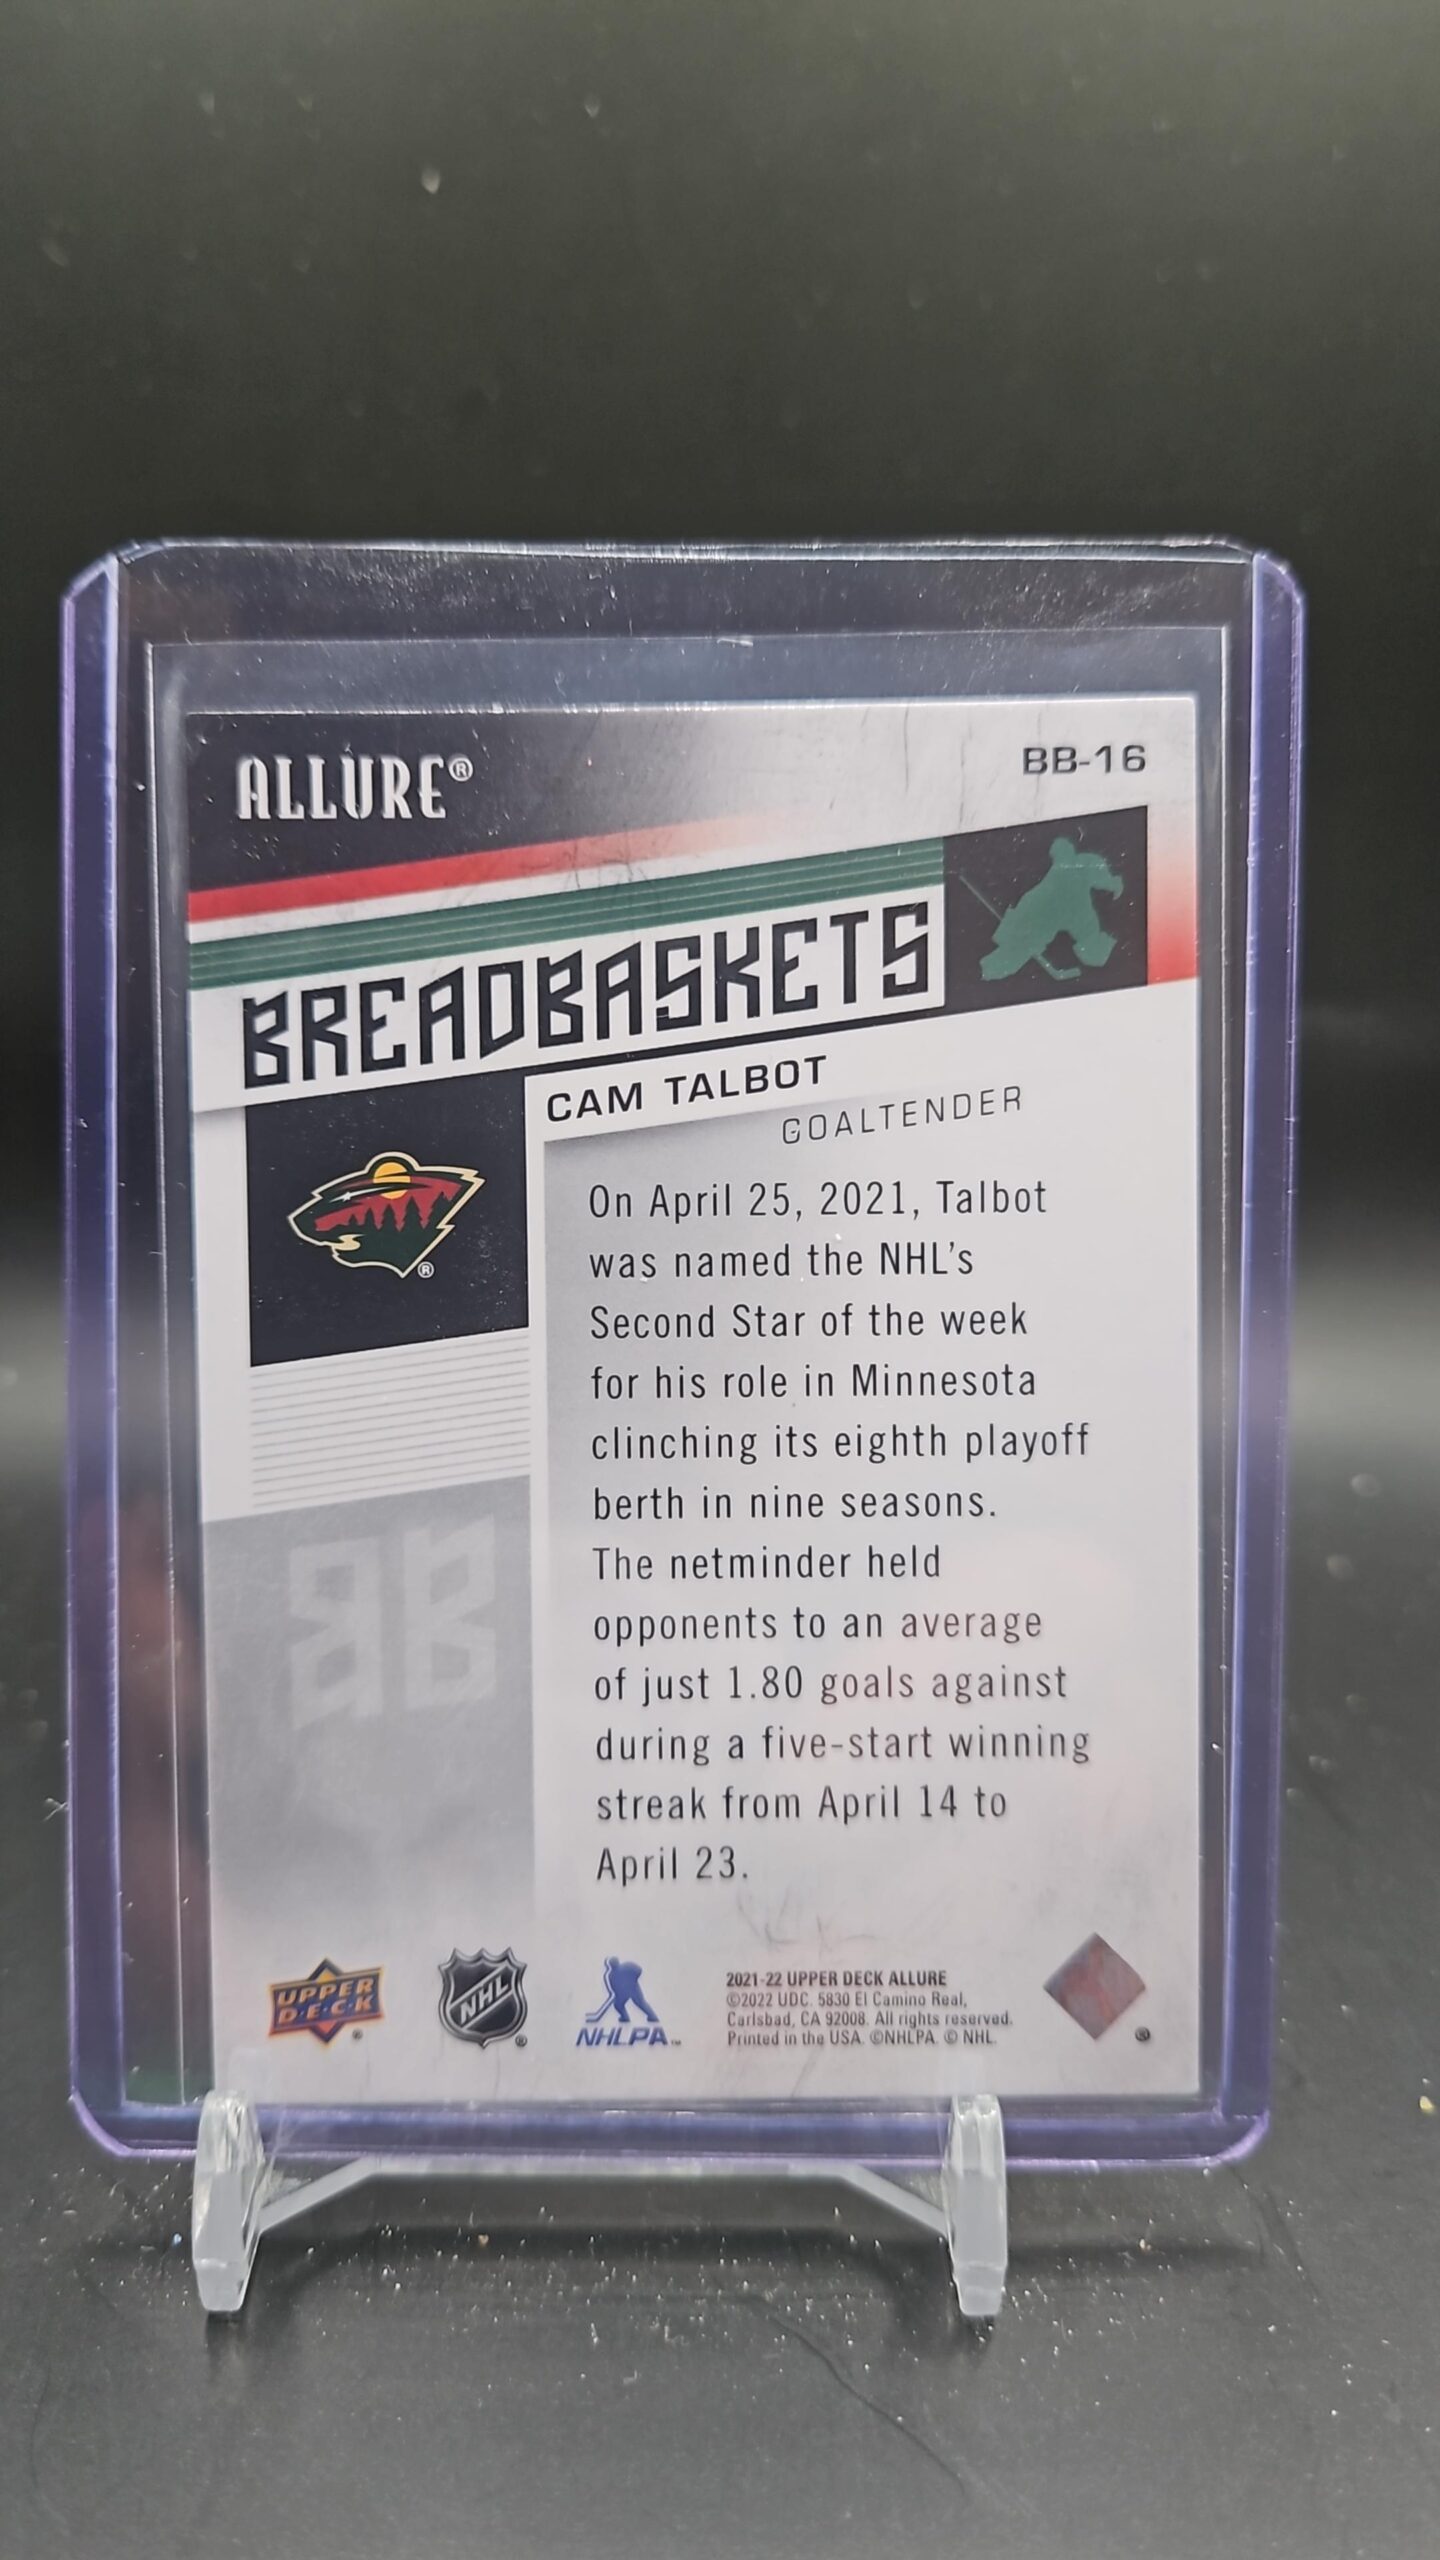 ALLURE®
BB-16
BREADBASKETS
CAM TALBOT
GOALTENDER
®
On April 25, 2021, Talbot
was named the NHL's
Second Star of the week
for his role in Minnesota
clinching its eighth playoff
berth in nine seasons.
The netminder held
opponents to an average
of just 1.80 goals against
during a five-start winning
streak from April 14 to
April 23.
BB
UPPER
D·E·C·K
®
NHL
®
NHLPA™
2021-22 UPPER DECK ALLURE
©2022 UDC. 5830 El Camino Real,
Carlsbad, CA 92008. All rights reserved.
Printed in the USA. ©NHLPA. © NHL.
®